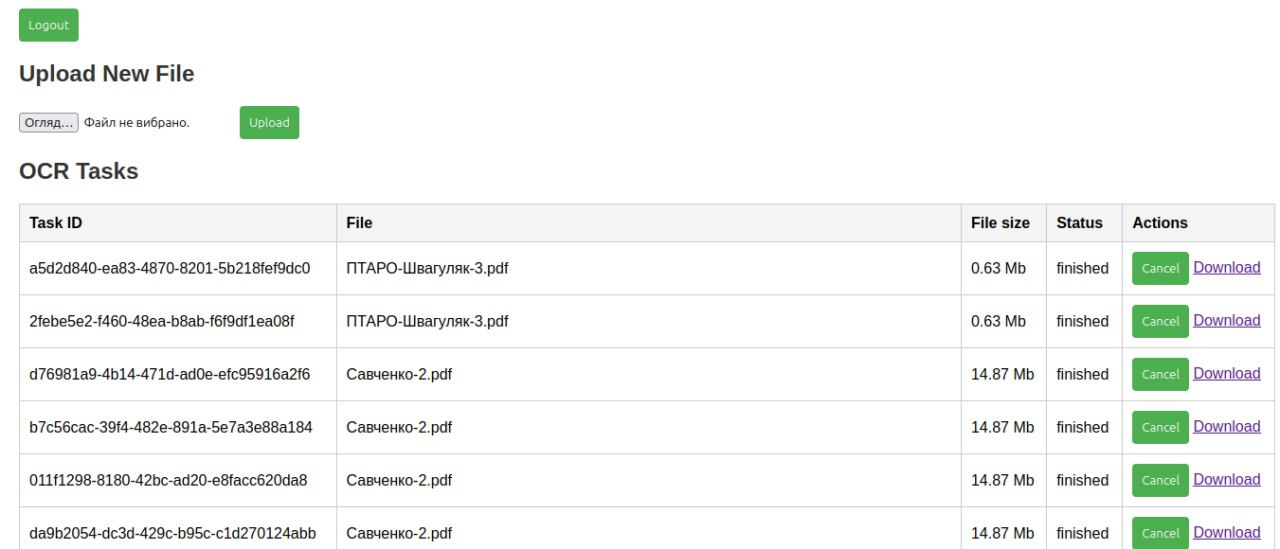 Logout
Upload New File
Огляд... Файл не вибрано. Upload
OCR Tasks
Task ID File File size Status Actions
a5d2d840-ea83-4870-8201-5b218fef9dc0 ПТАРО-Швагуляк-3.pdf 0.63 Mb finished Cancel Download
2febe5e2-f460-48ea-b8ab-f6f9df1ea08f ПТАРО-Швагуляк-3.pdf 0.63 Mb finished Cancel Download
d76981a9-4b14-471d-ad0e-efc95916a2f6 Савченко-2.pdf 14.87 Mb finished Cancel Download
b7c56cac-39f4-482e-891a-5e7a3e88a184 Савченко-2.pdf 14.87 Mb finished Cancel Download
011f1298-8180-42bc-ad20-e8facc620da8 Савченко-2.pdf 14.87 Mb finished Cancel Download
da9b2054-dc3d-429c-b95c-c1d270124abb Савченко-2.pdf 14.87 Mb finished Cancel Download